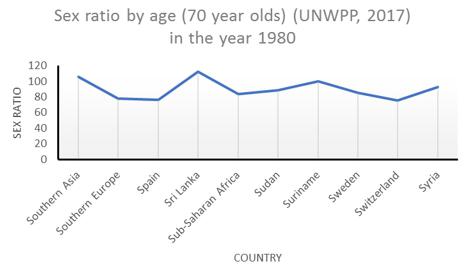 Sex ratio by age (70 year olds) (UNWPP, 2017)
in the year 1980
120
100
80
60
40
20
0
SEX RATIO
Southern Asia
Southern Europe
Spain
Sri Lanka
Sub-Saharan Africa
Sudan
Suriname
Sweden
Switzerland
Syria
COUNTRY